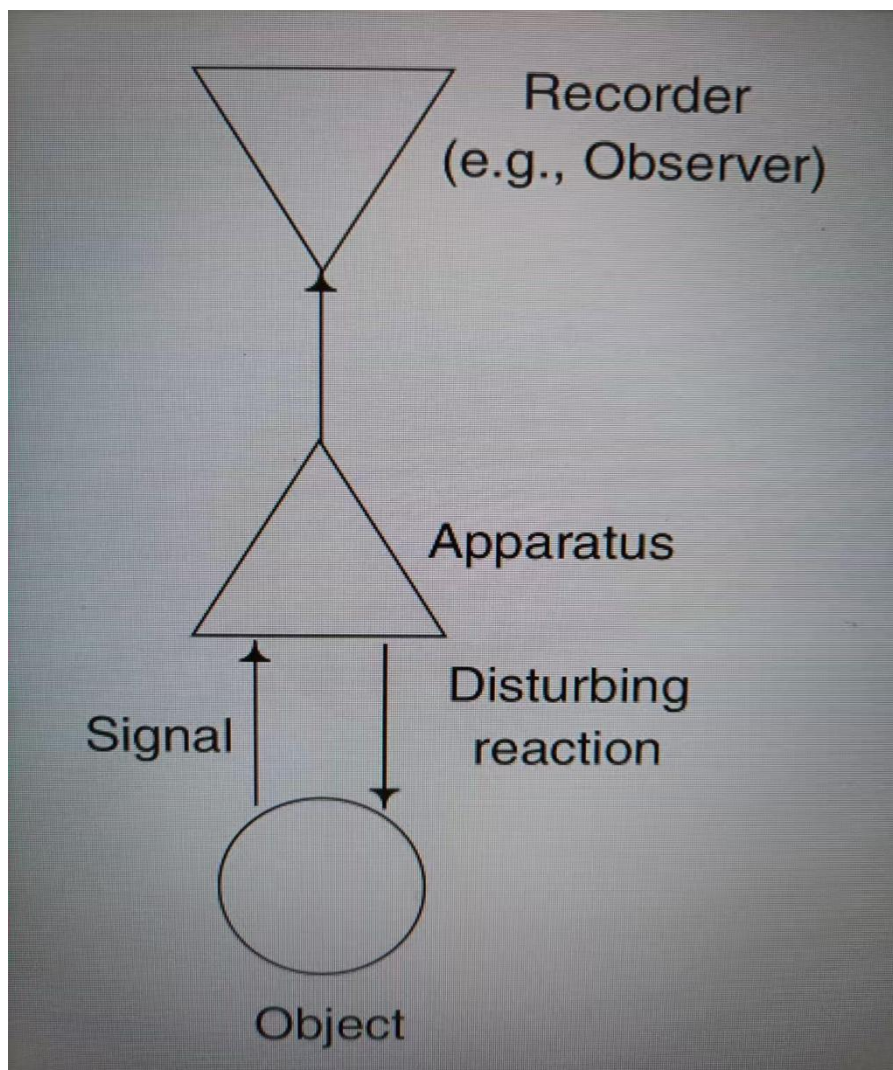 Recorder
(e.g., Observer)
Apparatus
Signal
Disturbing
reaction
Object